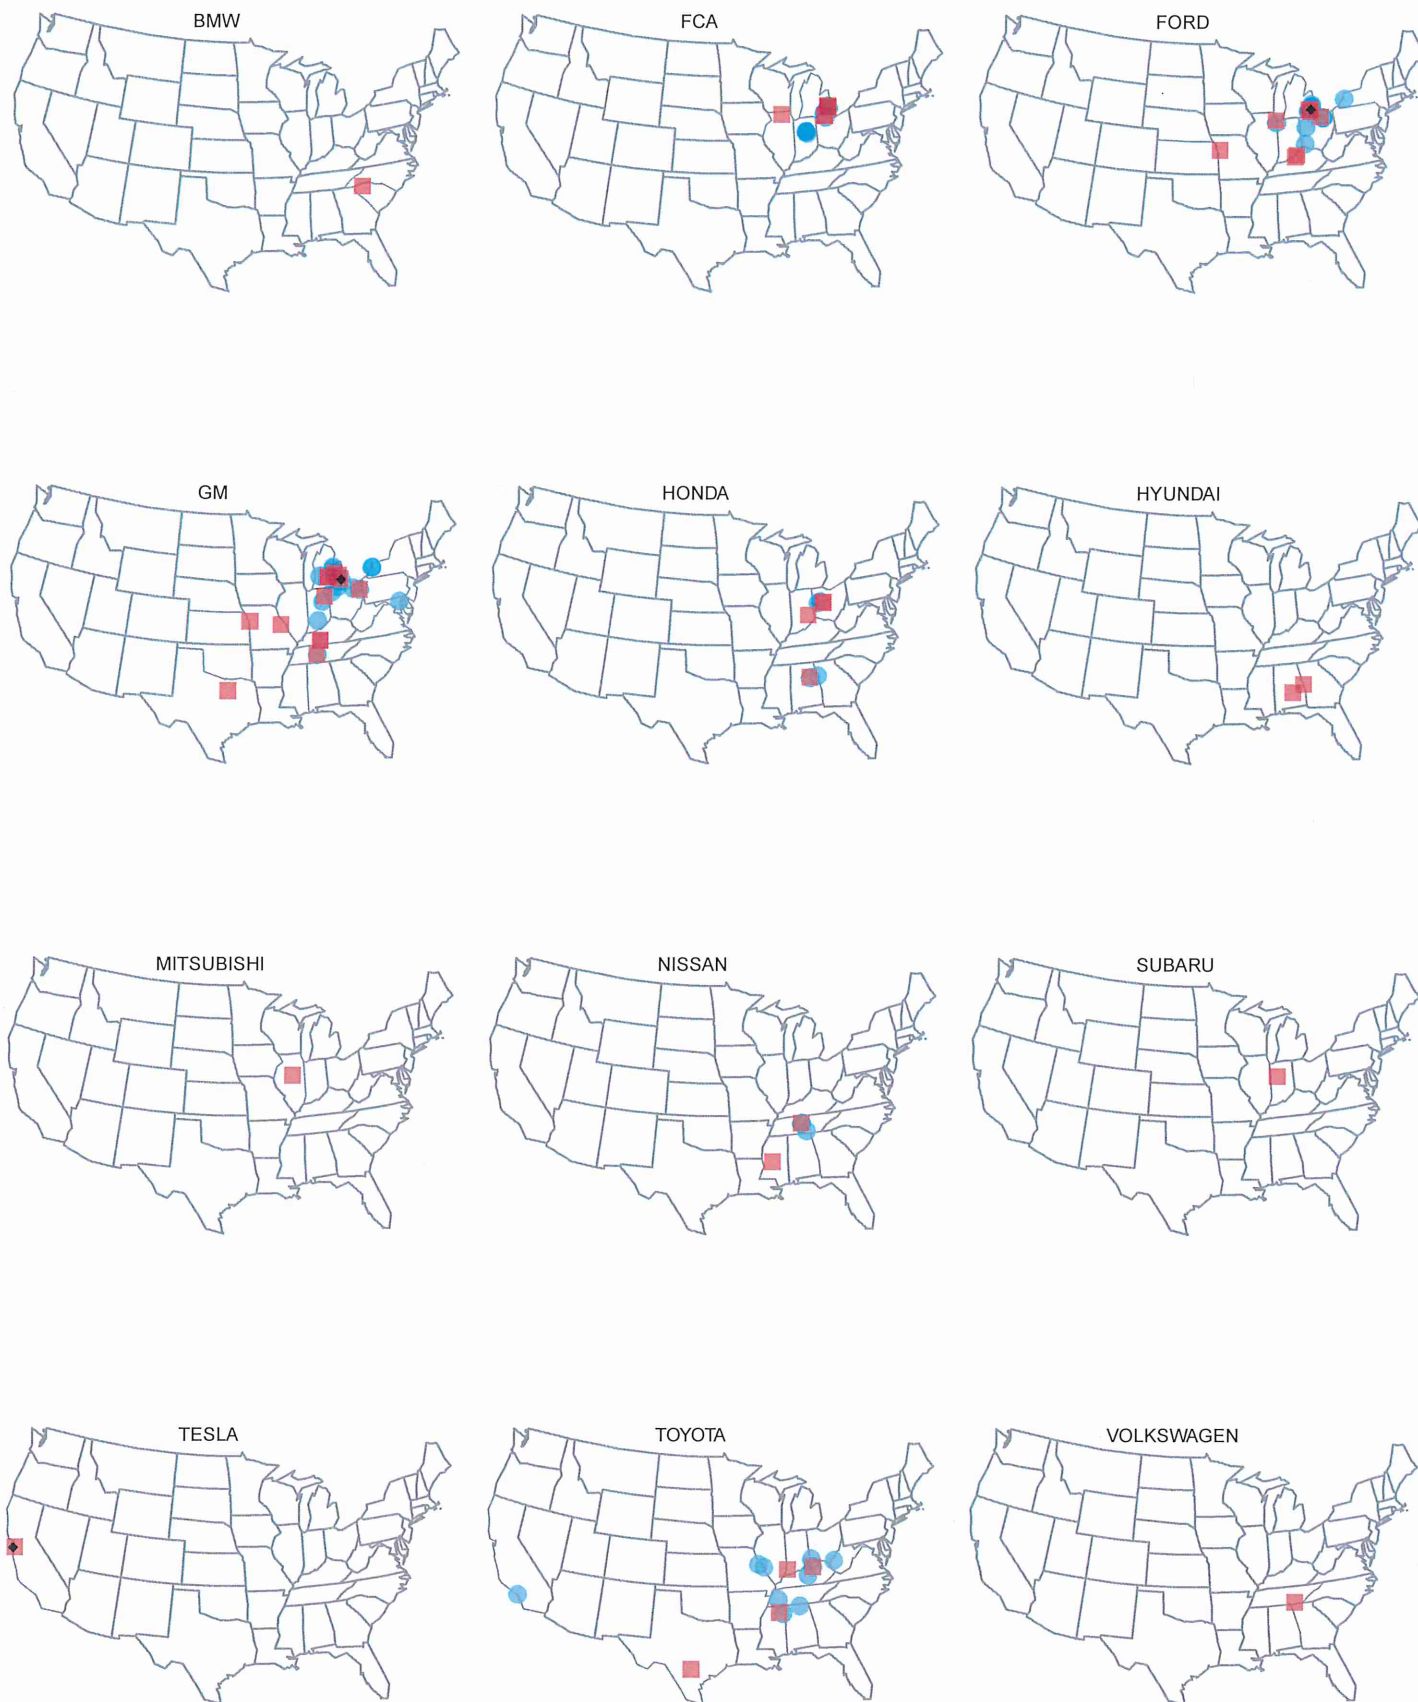 BMW
FCA
FORD
GM
HONDA
HYUNDAI
MITSUBISHI
NISSAN
SUBARU
TESLA
TOYOTA
VOLKSWAGEN